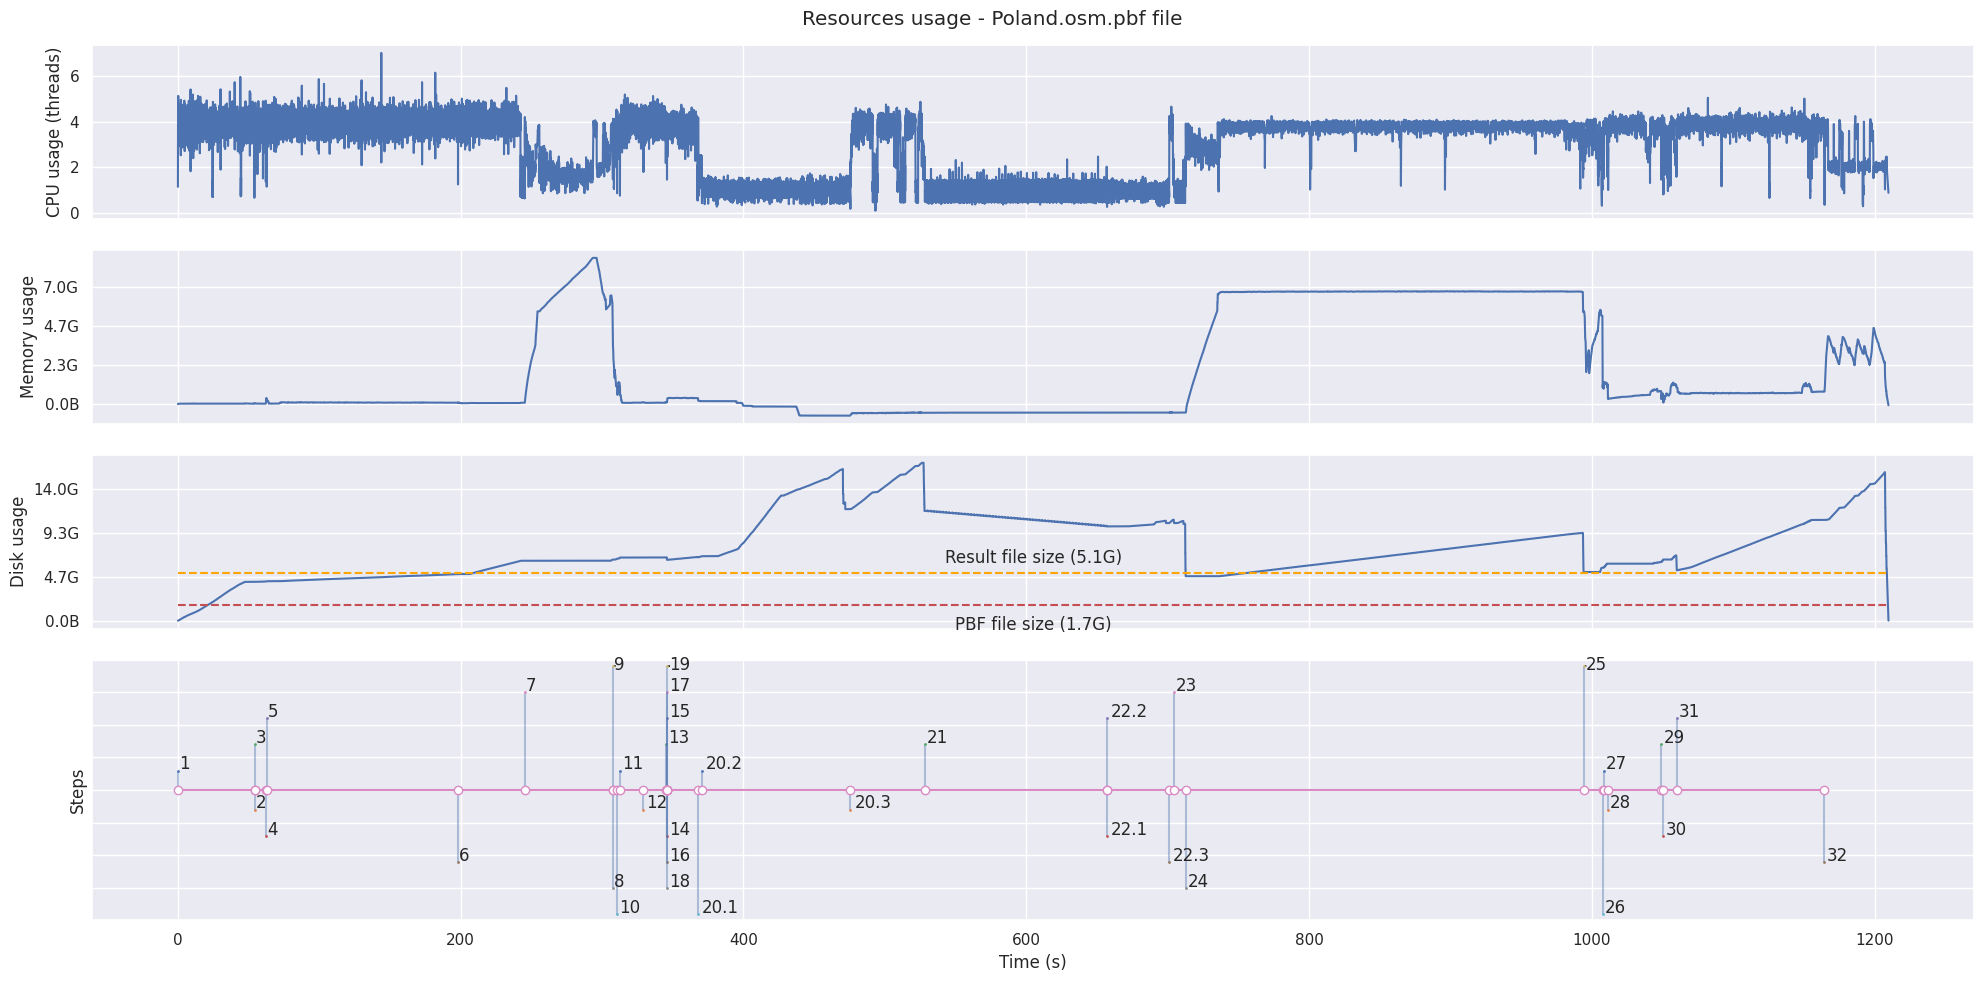 Resources usage - Poland.osm.pbf file
CPU usage (threads)
6
4
2
0
Memory usage
7.0G
4.7G
2.3G
0.0B
Disk usage
14.0G
9.3G
4.7G
0.0B
Result file size (5.1G)
PBF file size (1.7G)
Steps
1
2
3
4
5
6
7
8
9
10
11
12
13
14
15
16
17
18
19
20.1
20.2
20.3
21
22.1
22.2
22.3
23
24
25
26
27
28
29
30
31
32
0
200
400
600
800
1000
1200
Time (s)